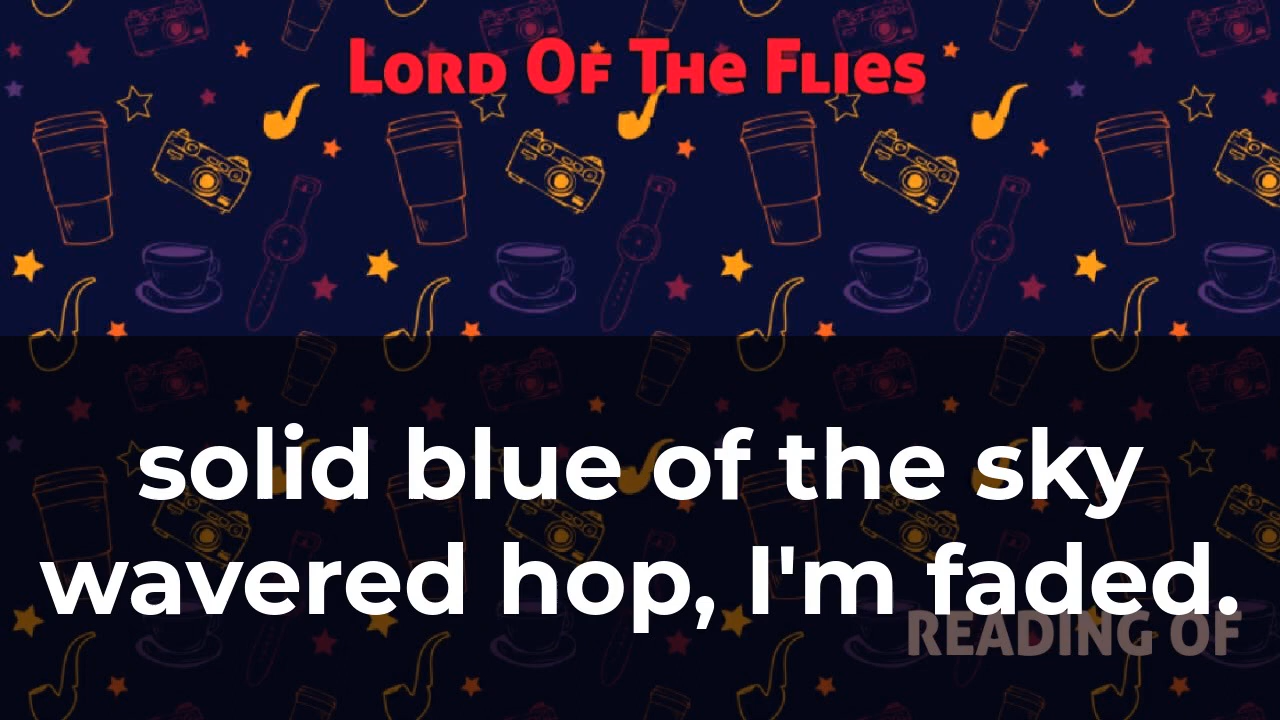 Lord Of The Flies
solid blue of the sky
wavered hop, I'm faded.
READING OF